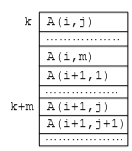 k A(i,j)
..................
A(i,m)
A(i+1,1)
..................
k+m A(i+1,j)
A(i+1,j+1)
..................